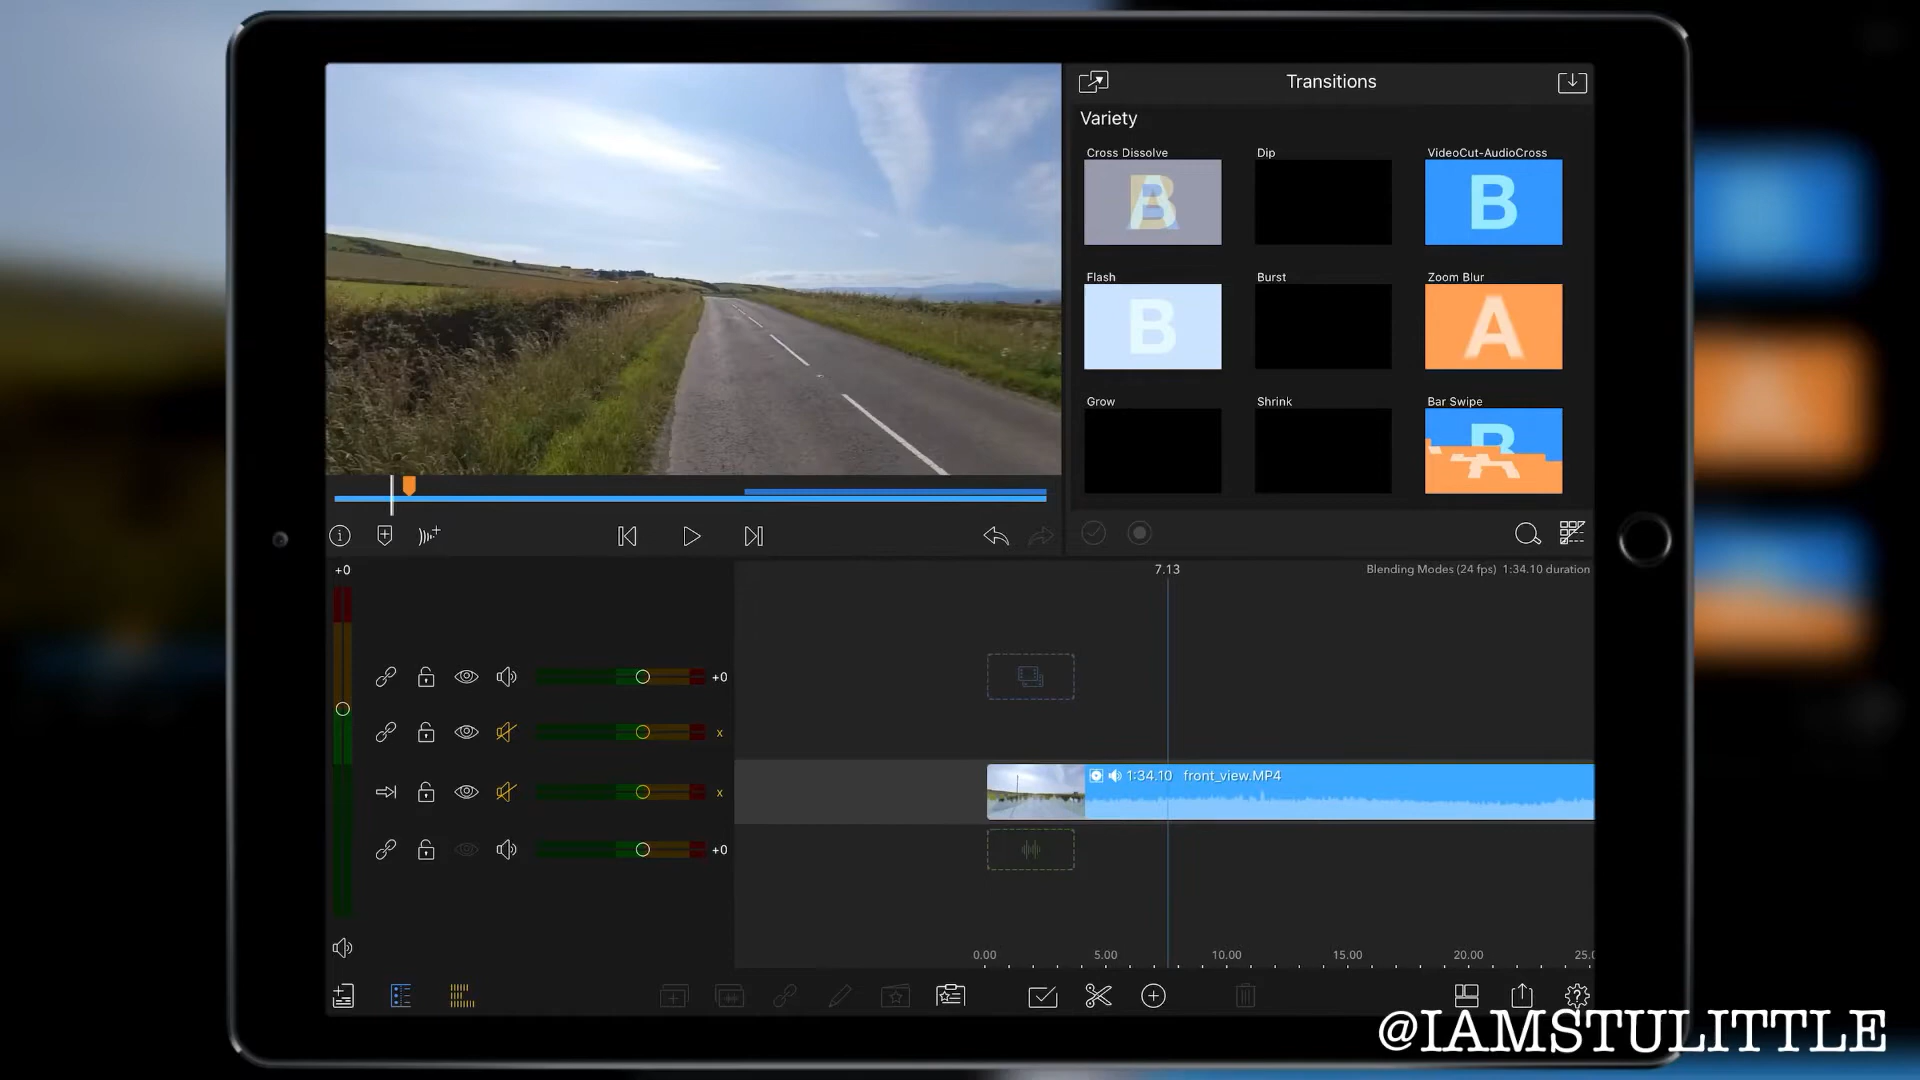 Transitions
Variety
Cross Dissolve
Dip
VideoCut-AudioCross
B
A
B
Flash
Burst
Zoom Blur
B
A
Grow
Shrink
Bar Swipe
B
A
+0
7.13
Blending Modes (24 fps) 1:34.10 duration
+0
x
1:34.10 front_view.MP4
x
+0
0.00 5.00 10.00 15.00 20.00 25.0
@IAMSTULITTLE